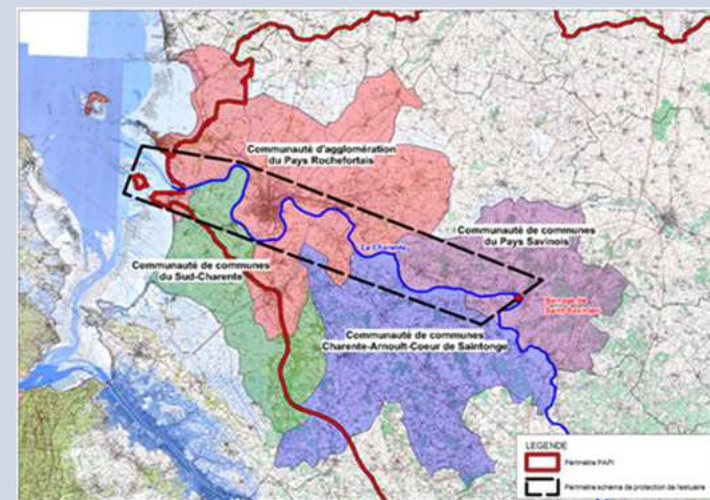 Communauté d'agglomération
du Pays Rochefortais
Communauté de communes
du Pays Savinois
La Charente
Communauté de communes
du Sud-Charente
Barrage de
Saint-Savinien
Communauté de communes
Charente-Arnoult-Coeur de Saintonge
LEGENDE
Périmètre PAPI
Périmètre schéma de protection de l'estuaire